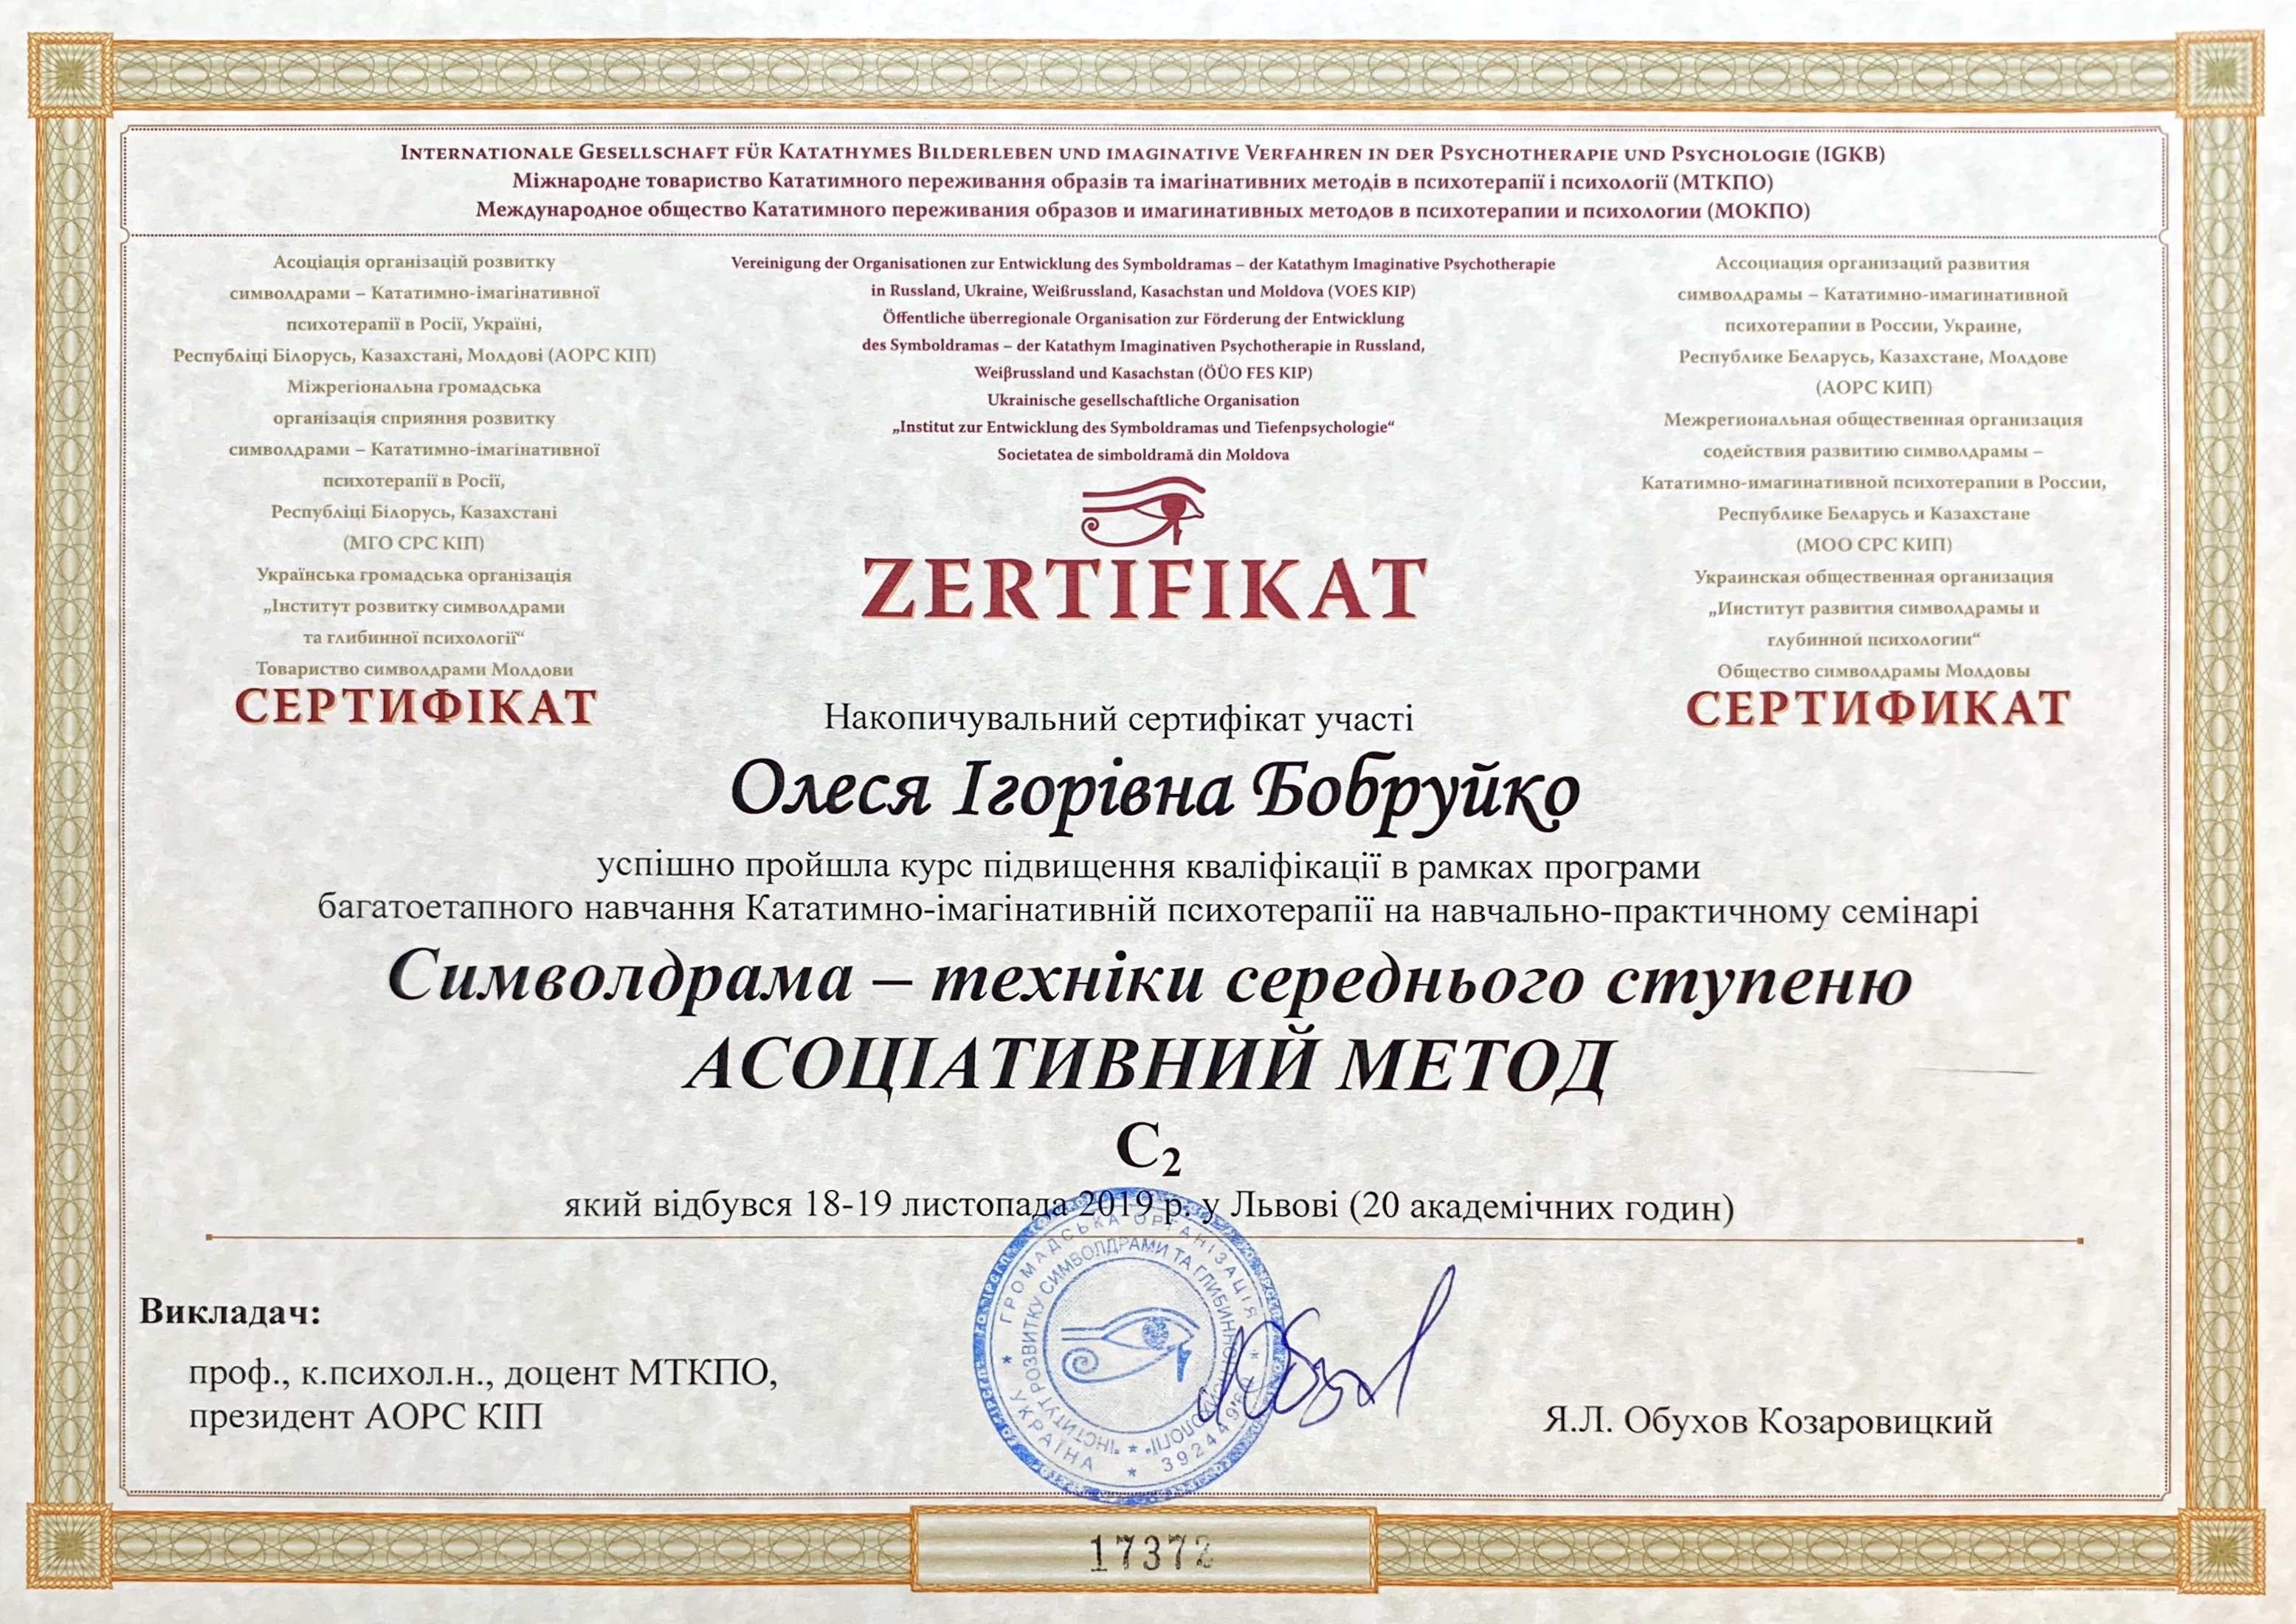 Internationale Gesellschaft für Katathymes Bilderleben und imaginative Verfahren in der Psychotherapie und Psychologie (IGKB)
Міжнародне товариство Кататимного переживання образів та імагінативних методів в психотерапії і психології (МТКПО)
Международное общество Кататимного переживания образов и имагинативных методов в психотерапии и психологии (МОКПО)
Асоціація організацій розвитку
символдрами – Кататимно-імагінативної
психотерапії в Росії, Україні,
Республіці Білорусь, Казахстані, Молдові (АОРС КІП)
Міжрегіональна громадська
організація сприяння розвитку
символдрами – Кататимно-імагінативної
психотерапії в Росії,
Республіці Білорусь, Казахстані
(МГО СРС КІП)
Українська громадська організація
„Інститут розвитку символдрами
та глибинної психології“
Товариство символдрами Молдови
СЕРТИФІКАТ
Vereinigung der Organisationen zur Entwicklung des Symboldramas – der Katathym Imaginative Psychotherapie
in Russland, Ukraine, Weißrussland, Kasachstan und Moldova (VOES KIP)
Öffentliche überregionale Organisation zur Förderung der Entwicklung
des Symboldramas – der Katathym Imaginativen Psychotherapie in Russland,
Weiβrussland und Kasachstan (ÖÜO FES KIP)
Ukrainische gesellschaftliche Organisation
„Institut zur Entwicklung des Symboldramas und Tiefenpsychologie“
Societatea de simboldramă din Moldova
ZERTIFIKAT
Ассоциация организаций развития
символдрамы – Кататимно-имагинативной
психотерапии в России, Украине,
Республике Беларусь, Казахстане, Молдове
(АОРС КИП)
Межрегиональная общественная организация
содействия развитию символдрамы –
Кататимно-имагинативной психотерапии в России,
Республике Беларусь и Казахстане
(МОО СРС КИП)
Украинская общественная организация
„Институт развития символдрамы и
глубинной психологии“
Общество символдрамы Молдовы
СЕРТИФИКАТ
Накопичувальний сертифікат участі
Олеся Ігорівна Бобруйко
успішно пройшла курс підвищення кваліфікації в рамках програми
багатоетапного навчання Кататимно-імагінативній психотерапії на навчально-практичному семінарі
Символдрама – техніки середнього ступеню
АСОЦІАТИВНИЙ МЕТОД
С₂
який відбувся 18-19 листопада 2019 р. у Львові (20 академічних годин)
Викладач:
проф., к.психол.н., доцент МТКПО,
президент АОРС КІП
Я.Л. Обухов Козаровицкий
ГРОМАДСЬКА ОРГАНІЗАЦІЯ
УКРАЇНА
"ІНСТИТУТ РОЗВИТКУ СИМВОЛДРАМИ ТА ГЛИБИННОЇ ПСИХОЛОГІЇ"
17372